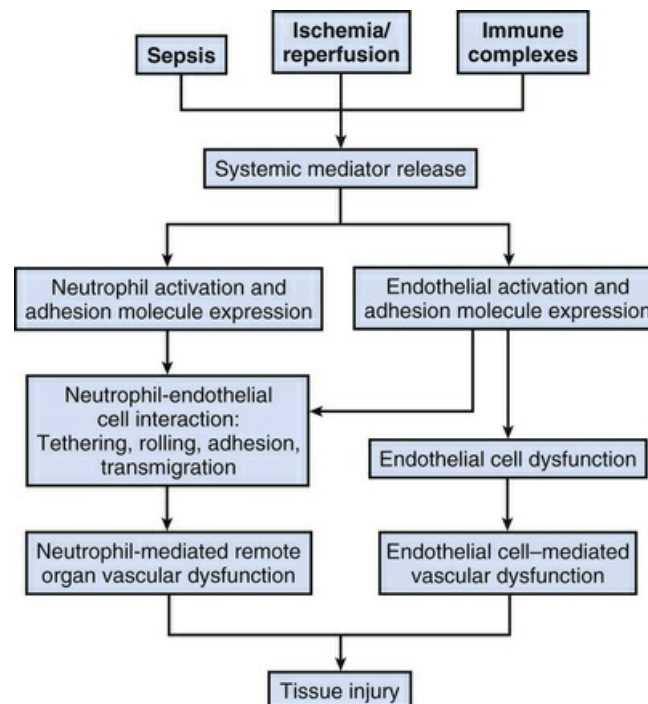 Sepsis
Ischemia/
reperfusion
Immune
complexes
Systemic mediator release
Neutrophil activation and
adhesion molecule expression
Endothelial activation and
adhesion molecule expression
Neutrophil-endothelial
cell interaction:
Tethering, rolling, adhesion,
transmigration
Endothelial cell dysfunction
Neutrophil-mediated remote
organ vascular dysfunction
Endothelial cell–mediated
vascular dysfunction
Tissue injury